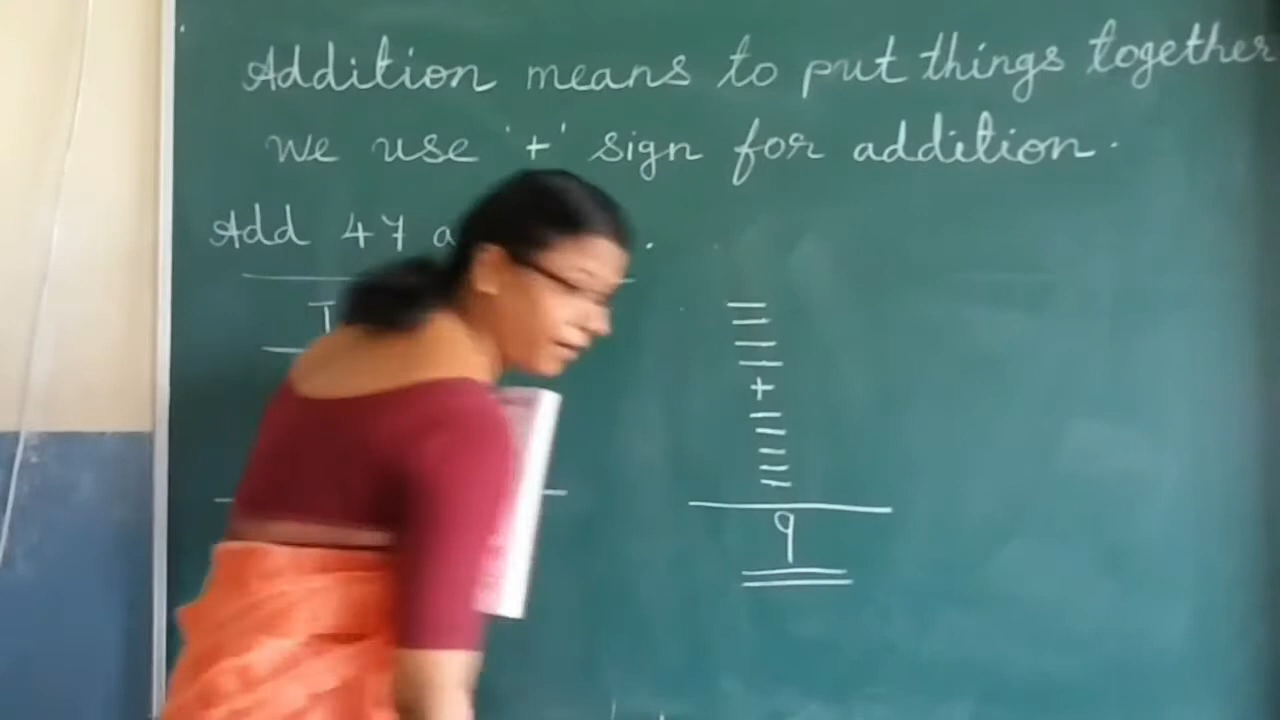 Addition means to put things together
we use '+' sign for addition.
Add 47 a
T
+
9